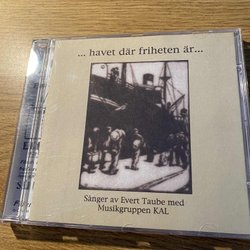 ... havet där friheten är...
Sånger av Evert Taube med
Musikgruppen KAL